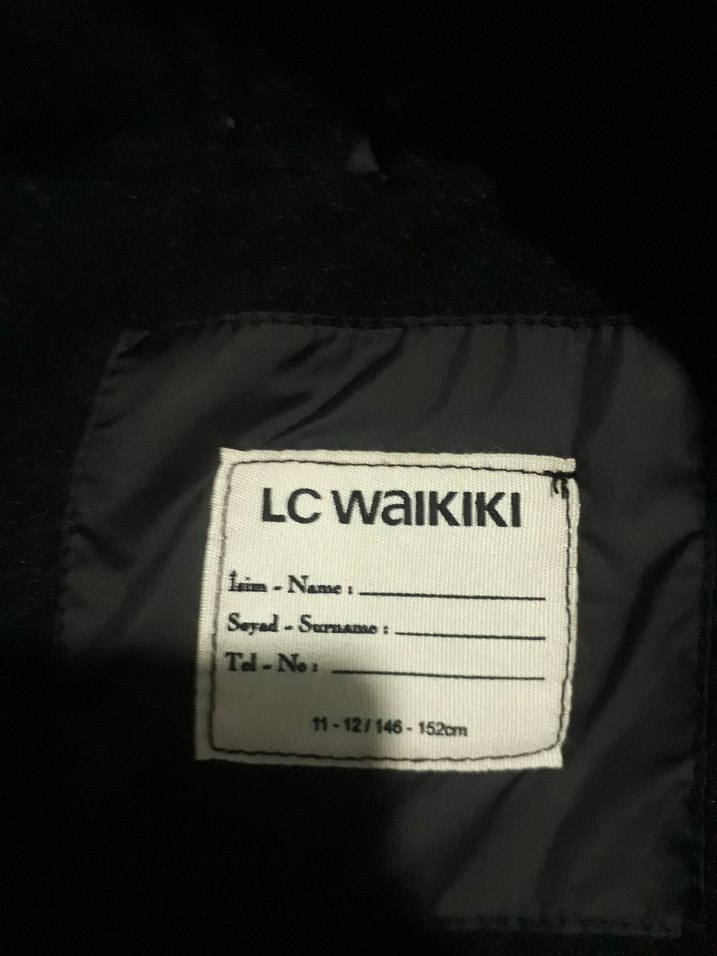 LC WaIKIKI
İsim - Name :
Soyad - Surname :
Tel - No :
11 - 12 / 146 - 152cm